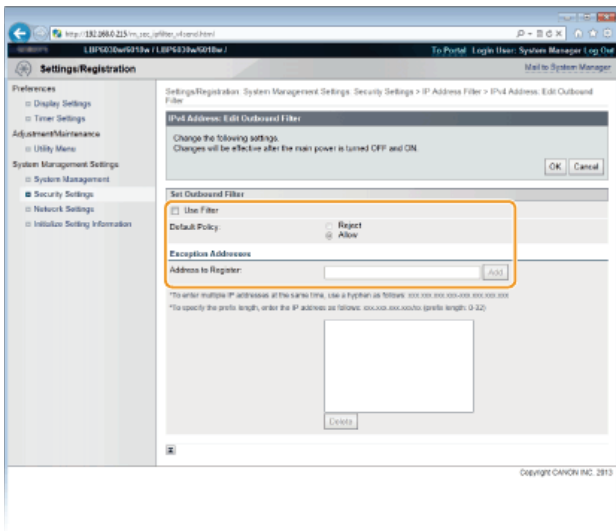 http://192.168.0.215/m_sec_ipfilter_v4send.html
LBP6030w/6018w / LBP6030w/6018w /
To Portal Login User: System Manager Log Out
Settings/Registration
Mail to System Manager
Preferences
Display Settings
Timer Settings
Adjustment/Maintenance
Utility Menu
System Management Settings
System Management
Security Settings
Network Settings
Initialize Setting Information
Settings/Registration: System Management Settings: Security Settings > IP Address Filter > IPv4 Address: Edit Outbound
Filter
IPv4 Address: Edit Outbound Filter
Change the following settings.
Changes will be effective after the main power is turned OFF and ON.
OK Cancel
Set Outbound Filter
Use Filter
Default Policy: Reject
Allow
Exception Addresses
Address to Register: Add
*To enter multiple IP addresses at the same time, use a hyphen as follows: xxx.xxx.xxx.xxx-xxx.xxx.xxx.xxx
*To specify the prefix length, enter the IP address as follows: xxx.xxx.xxx.xxx/xx (prefix length: 0-32)
Delete
Copyright CANON INC. 2013